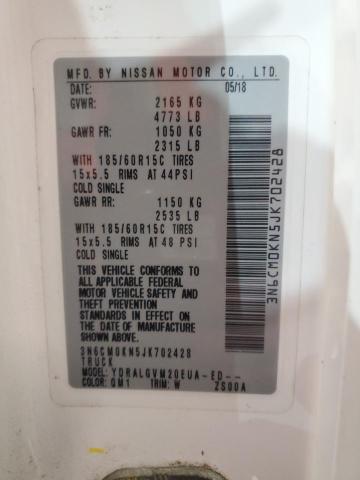 MFG. BY NISSAN MOTOR CO., LTD.
DATE: 05/18
GVWR: 2165 KG
4773 LB
GAWR FR: 1050 KG
2315 LB
WITH 185/60R15C TIRES
15x5.5 RIMS AT 44PSI
COLD SINGLE
GAWR RR: 1150 KG
2535 LB
WITH 185/60R15C TIRES
15x5.5 RIMS AT 48 PSI
COLD SINGLE
THIS VEHICLE CONFORMS TO
ALL APPLICABLE FEDERAL
MOTOR VEHICLE SAFETY AND
THEFT PREVENTION
STANDARDS IN EFFECT ON
THE DATE OF MANUFACTURE
SHOWN ABOVE.
3N6CM0KN5JK702428
TRUCK
MODEL: YDRALGVM20EUA-ED--
COLOR: QM1 TRIM: W ZS00A
3N6CM0KN5JK702428